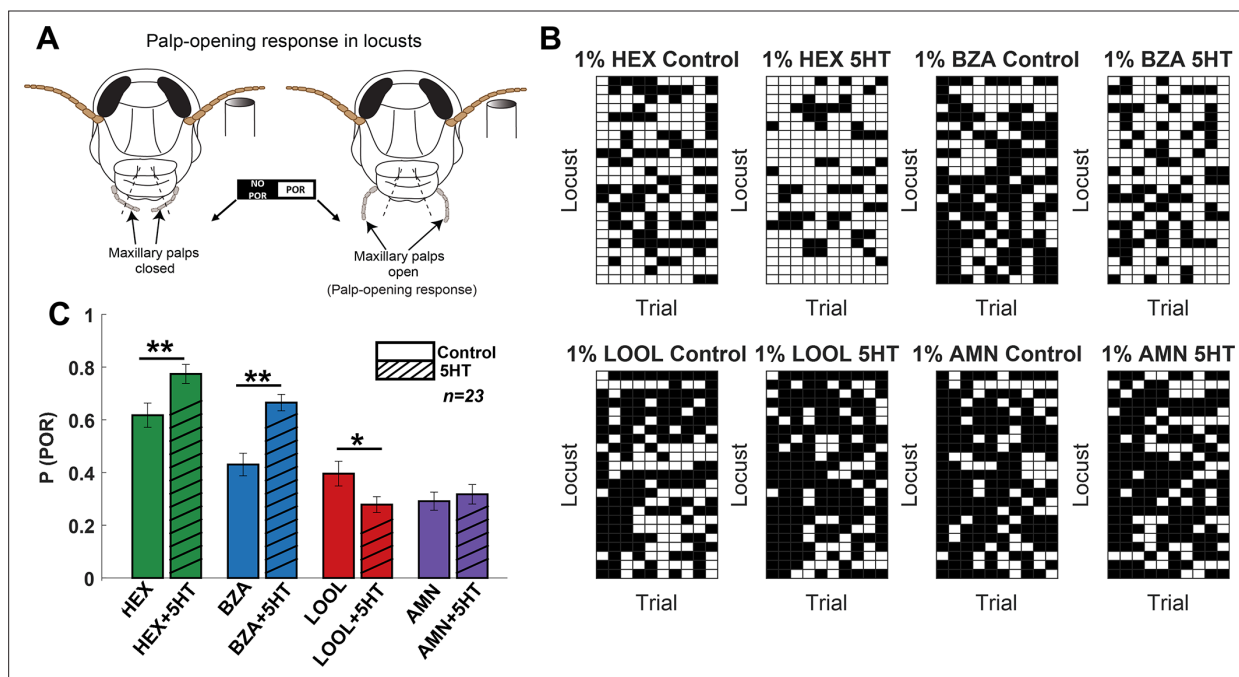 A
Palp-opening response in locusts
NO
POR
POR
Maxillary palps
closed
Maxillary palps
open
(Palp-opening response)
B
1% HEX Control
1% HEX 5HT
1% BZA Control
1% BZA 5HT
Locust
Locust
Locust
Locust
Trial
Trial
Trial
Trial
1% LOOL Control
1% LOOL 5HT
1% AMN Control
1% AMN 5HT
Locust
Locust
Locust
Locust
Trial
Trial
Trial
Trial
C
P (POR)
1
0.8
0.6
0.4
0.2
0
**
**
*
Control
5HT
n=23
HEX
HEX+5HT
BZA
BZA+5HT
LOOL
LOOL+5HT
AMN
AMN+5HT